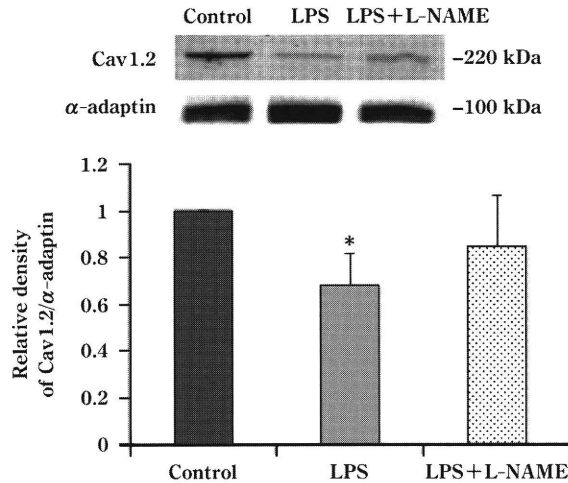 Control LPS LPS+L-NAME
Cav1.2 -220 kDa
α-adaptin -100 kDa
Relative density
of Cav1.2/α-adaptin
1.2
1
0.8
0.6
0.4
0.2
0
*
Control LPS LPS+L-NAME